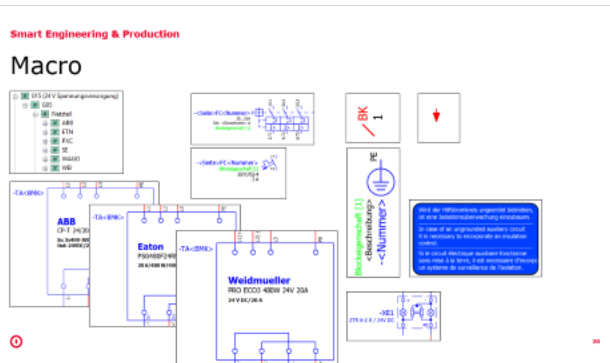 Smart Engineering & Production
Macro
015 (24 V Spannungsversorgung)
G05
Netzteil
ABB
ETN
PXC
SE
WAGO
WEI
-TA<BMK>
ABB
CP-T 24/20
-TA<BMK>
Eaton
PSG480F24R
-TA<BMK>
Weidmueller
PRO ECO3 480W 24V 20A
24 V DC/20 A
/BK
1
PE
Blockeigenschaft [1]
<Beschreibung>
-<Nummer>
Wird der Hilfsstromkreis ungeerdet betrieben,
ist eine Isolationsüberwachung einzubauen.
In case of an ungrounded auxiliary circuit
it is necessary to incorporate an insulation
control.
Si le circuit électrique auxiliaire fonctionne
sans mise à la terre, il est nécessaire d'incorpo
un système de surveillance de l'isolation.
-XE1
20